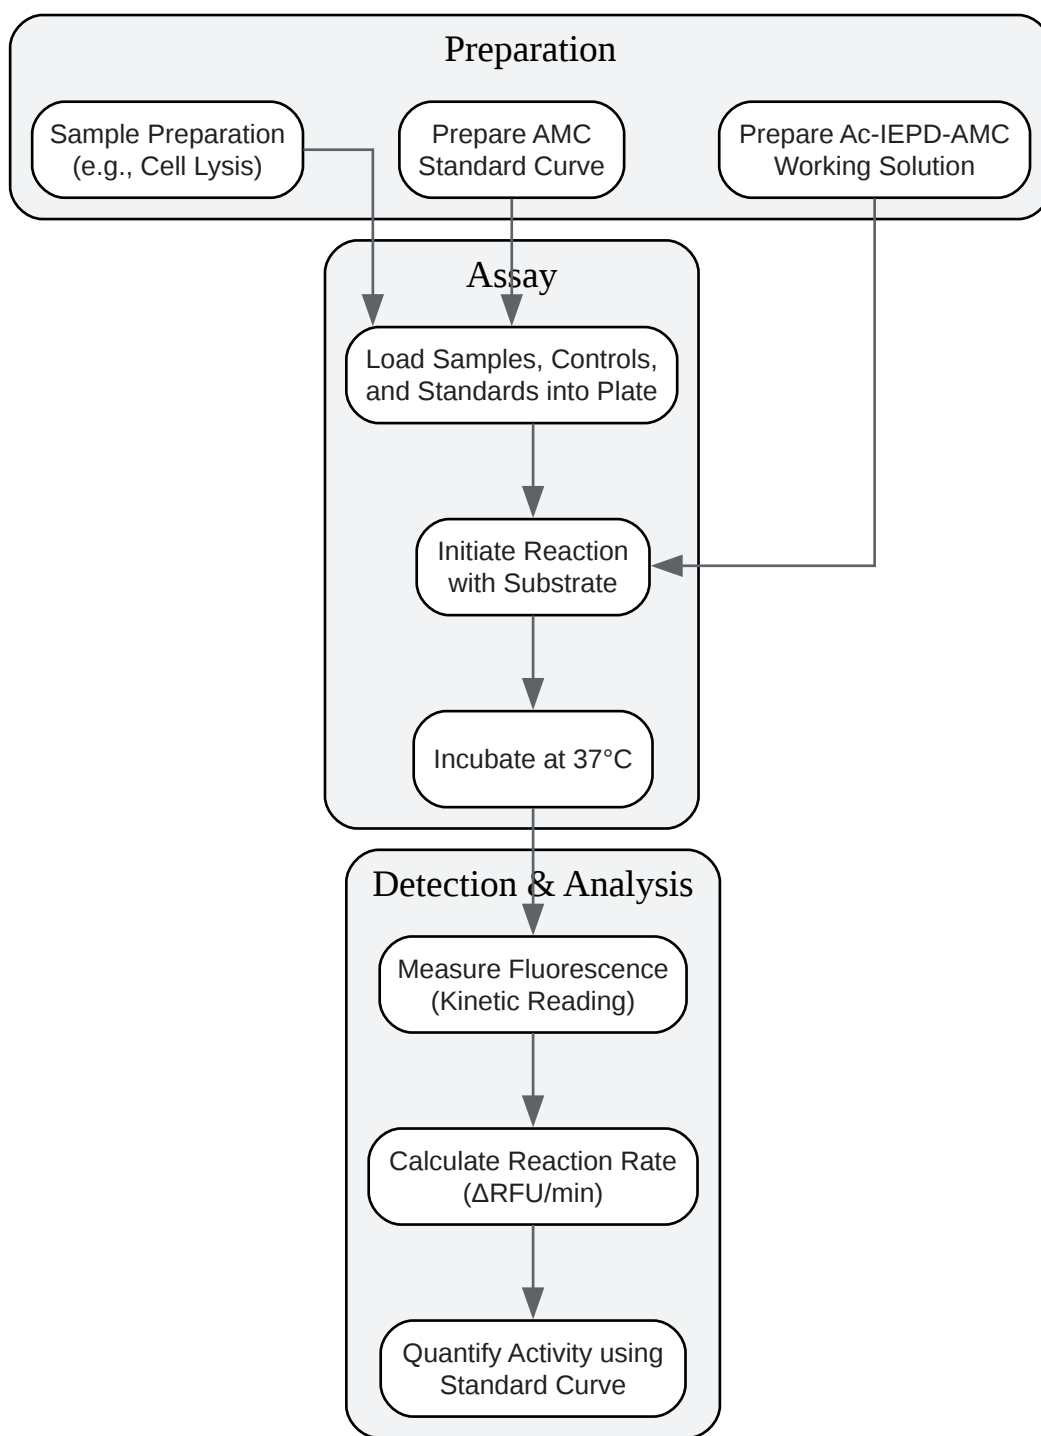 Preparation
Sample Preparation
(e.g., Cell Lysis)
Prepare AMC
Standard Curve
Prepare Ac-IEPD-AMC
Working Solution
Assay
Load Samples, Controls,
and Standards into Plate
Initiate Reaction
with Substrate
Incubate at 37°C
Detection & Analysis
Measure Fluorescence
(Kinetic Reading)
Calculate Reaction Rate
(ΔRFU/min)
Quantify Activity using
Standard Curve